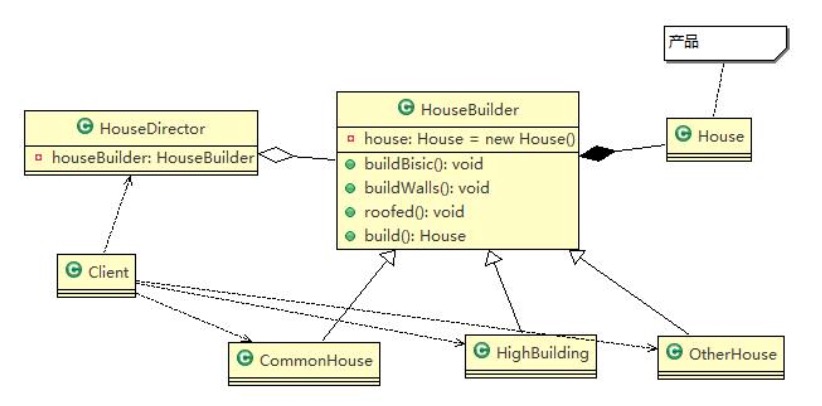 产品
HouseBuilder
house: House = new House()
buildBisic(): void
buildWalls(): void
roofed(): void
build(): House
HouseDirector
houseBuilder: HouseBuilder
House
Client
CommonHouse
HighBuilding
OtherHouse